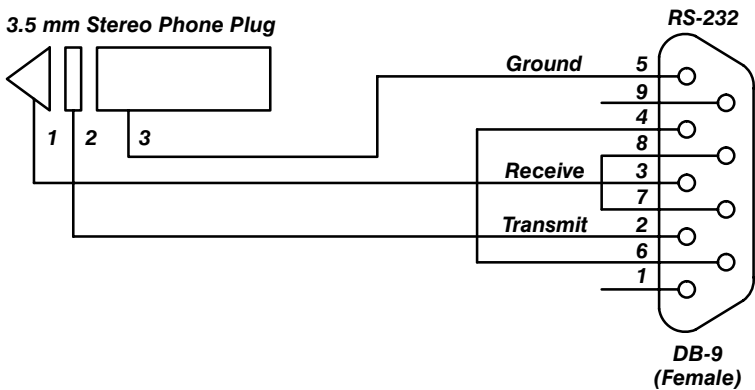 3.5 mm Stereo Phone Plug
RS-232
Ground 5
9
1 2 3
4
8
Receive 3
7
Transmit 2
6
1
DB-9
(Female)